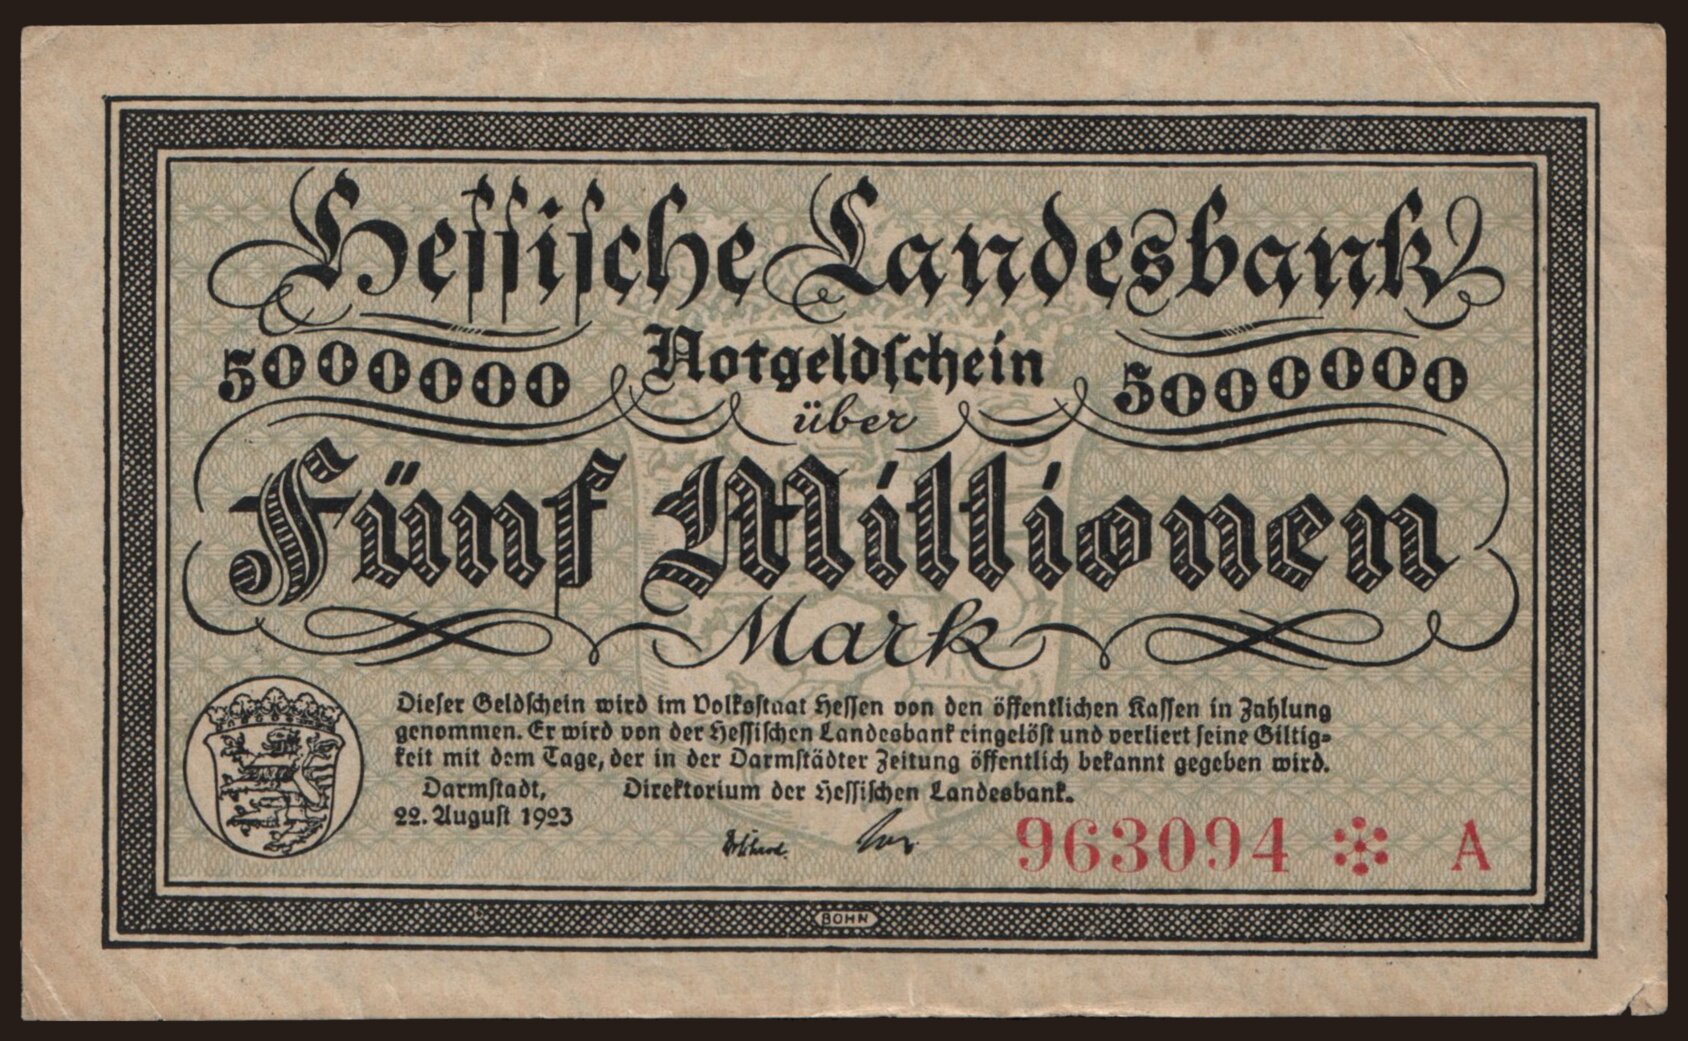 Hessische Landesbank
5000000 Notgeldschein 5000000
über
Fünf Millionen
Mark
Dieser Geldschein wird im Volksstaat Hessen von den öffentlichen Kassen in Zahlung
genommen. Er wird von der Hessischen Landesbank eingelöst und verliert seine Giltig-
keit mit dem Tage, der in der Darmstädter Zeitung öffentlich bekannt gegeben wird.
Darmstadt, Direktorium der Hessischen Landesbank.
22. August 1923
963094 A
BOHN